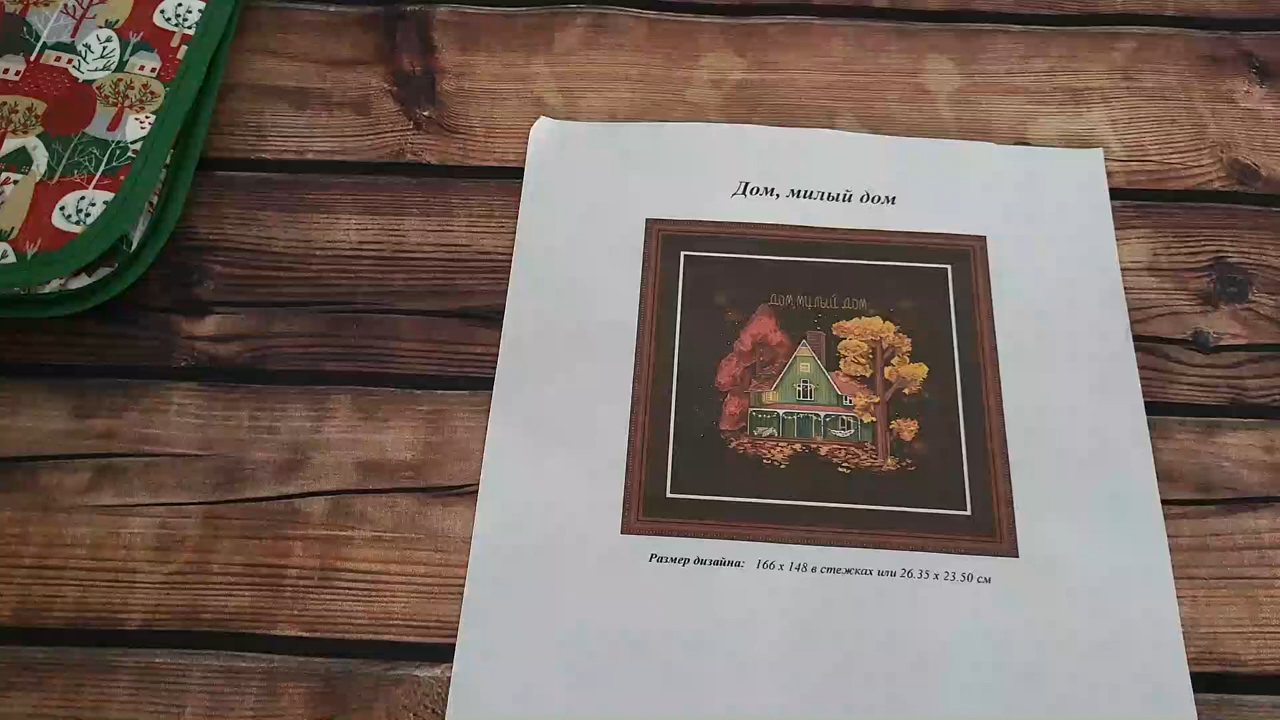 Дом, милый дом
ДОМ, МИЛЫЙ ДОМ
Размер дизайна: 166 x 148 в стежках или 26.35 x 23.50 см